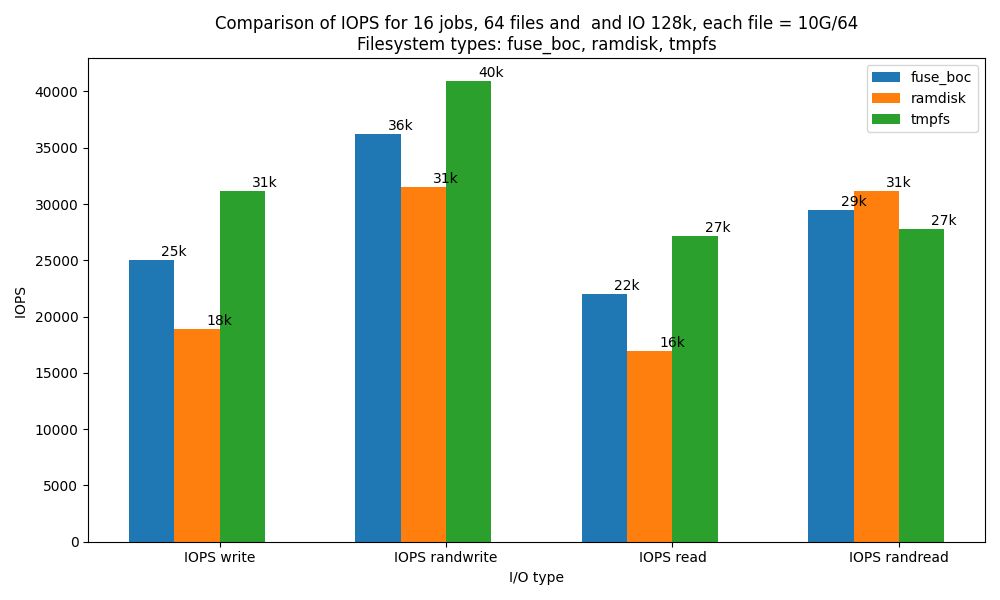 Comparison of IOPS for 16 jobs, 64 files and  and IO 128k, each file = 10G/64
Filesystem types: fuse_boc, ramdisk, tmpfs
fuse_boc
ramdisk
tmpfs
IOPS
40000
35000
30000
25000
20000
15000
10000
5000
0
25k
18k
31k
36k
31k
40k
22k
16k
27k
29k
31k
27k
IOPS write
IOPS randwrite
IOPS read
IOPS randread
I/O type